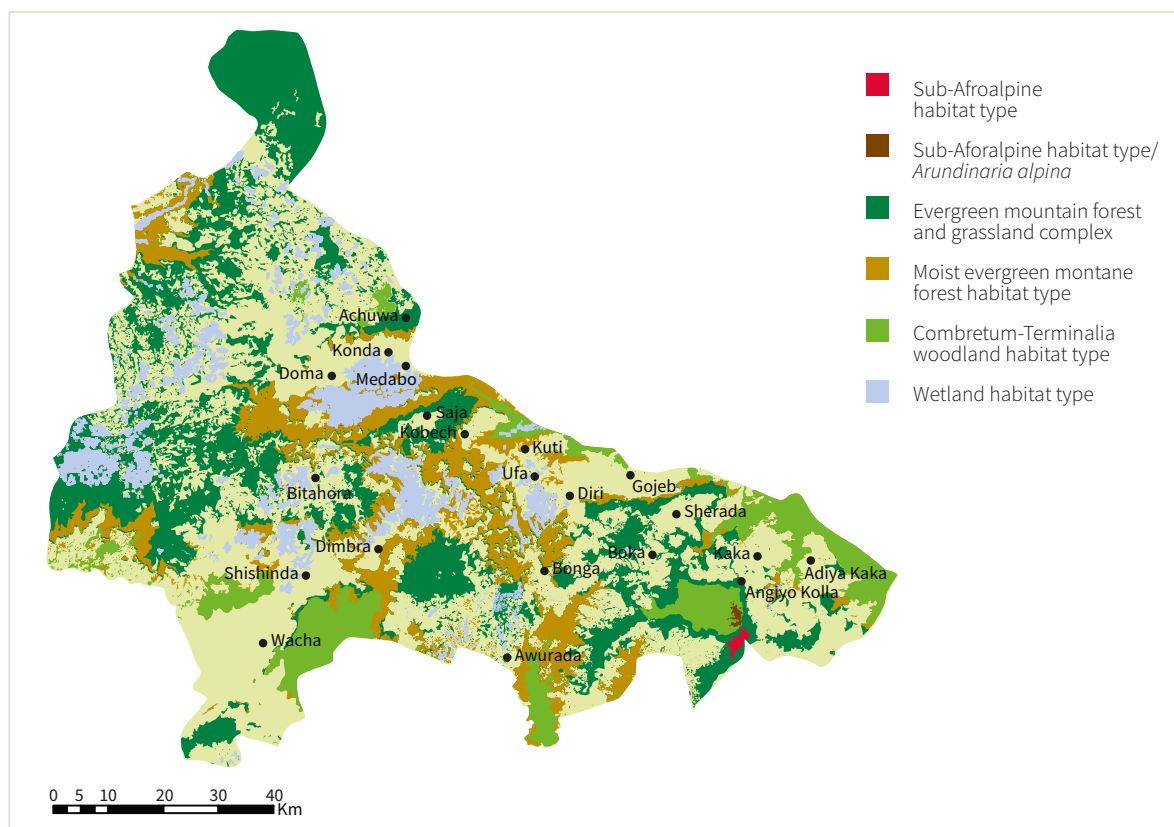 Sub-Afroalpine
habitat type
Sub-Aforalpine habitat type/
Arundinaria alpina
Evergreen mountain forest
and grassland complex
Moist evergreen montane
forest habitat type
Combretum-Terminalia
woodland habitat type
Wetland habitat type
Achuwa
Konda
Doma
Medabo
Saja
Kobech
Kuti
Ufa
Gojeb
Bitahora
Diri
Sherada
Dimbra
Boka
Kaka
Shishinda
Bonga
Adiya Kaka
Angiyo Kolla
Wacha
Awurada
0 5 10 20 30 40
Km